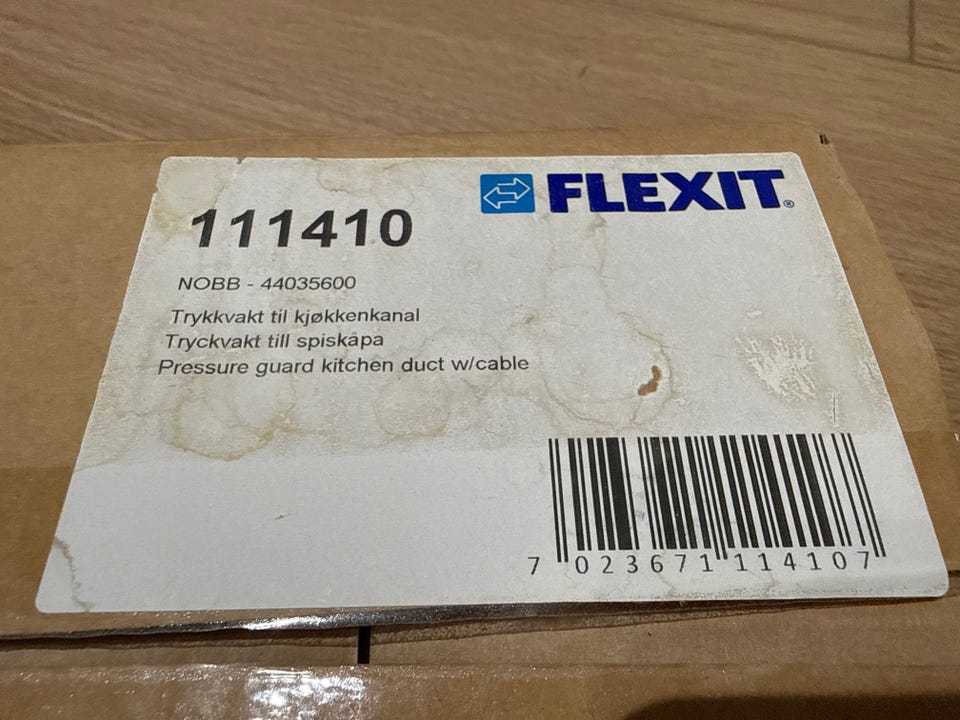 FLEXIT®
111410
NOBB - 44035600
Trykkvakt til kjøkkenkanal
Tryckvakt till spiskåpa
Pressure guard kitchen duct w/cable
7 023671 114107